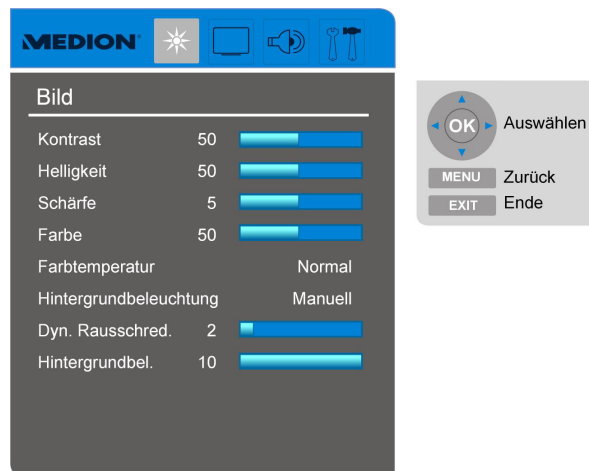 MEDION®
Bild
Kontrast 50
Helligkeit 50
Schärfe 5
Farbe 50
Farbtemperatur Normal
Hintergrundbeleuchtung Manuell
Dyn. Rausschred. 2
Hintergrundbel. 10
OK Auswählen
MENU Zurück
EXIT Ende